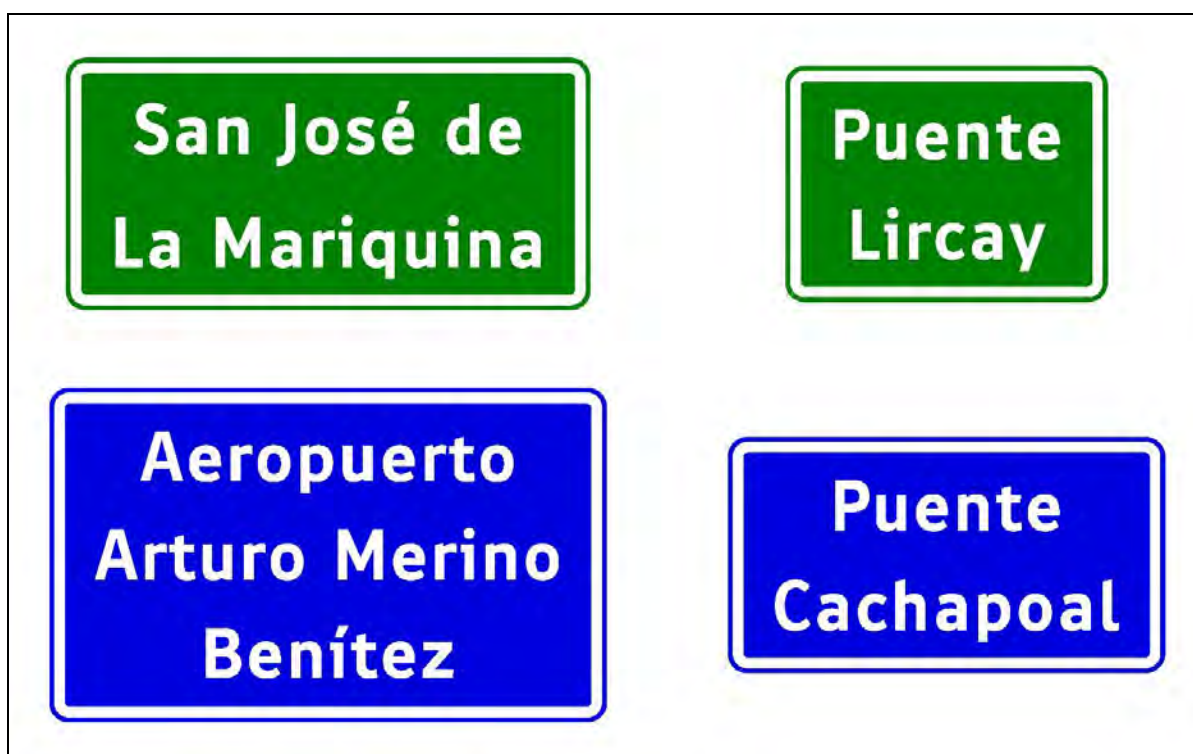 San José de
La Mariquina
Puente
Lircay
Aeropuerto
Arturo Merino
Benítez
Puente
Cachapoal